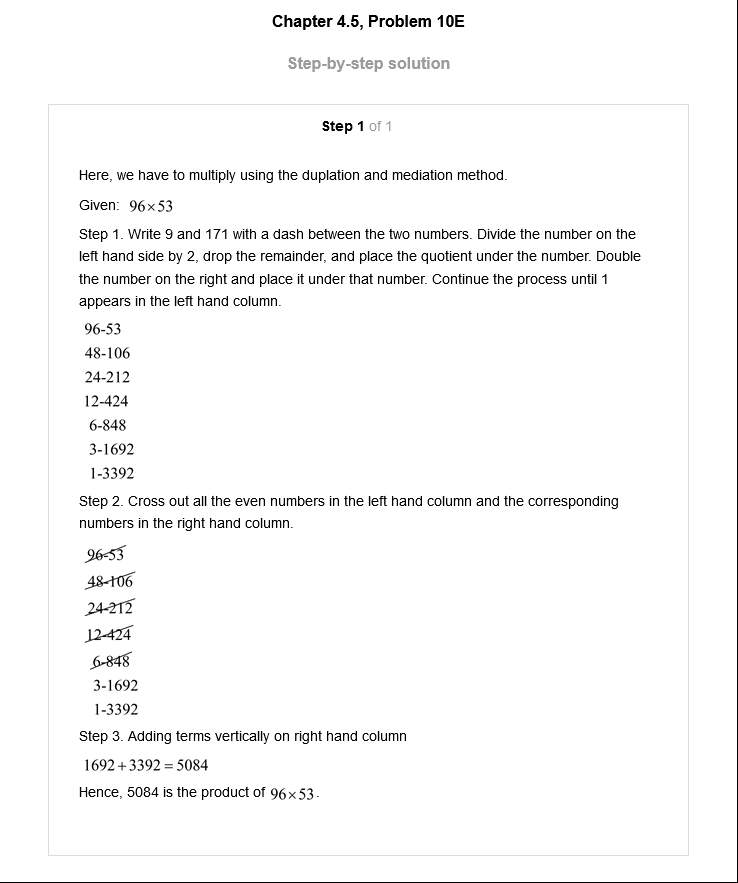 Chapter 4.5, Problem 10E
Step-by-step solution
Step 1 of 1
Here, we have to multiply using the duplation and mediation method.
Given: 96×53
Step 1. Write 9 and 171 with a dash between the two numbers. Divide the number on the
left hand side by 2, drop the remainder, and place the quotient under the number. Double
the number on the right and place it under that number. Continue the process until 1
appears in the left hand column.
96-53
48-106
24-212
12-424
6-848
3-1692
1-3392
Step 2. Cross out all the even numbers in the left hand column and the corresponding
numbers in the right hand column.
96-53
48-106
24-212
12-424
6-848
3-1692
1-3392
Step 3. Adding terms vertically on right hand column
1692+3392=5084
Hence, 5084 is the product of 96×53.